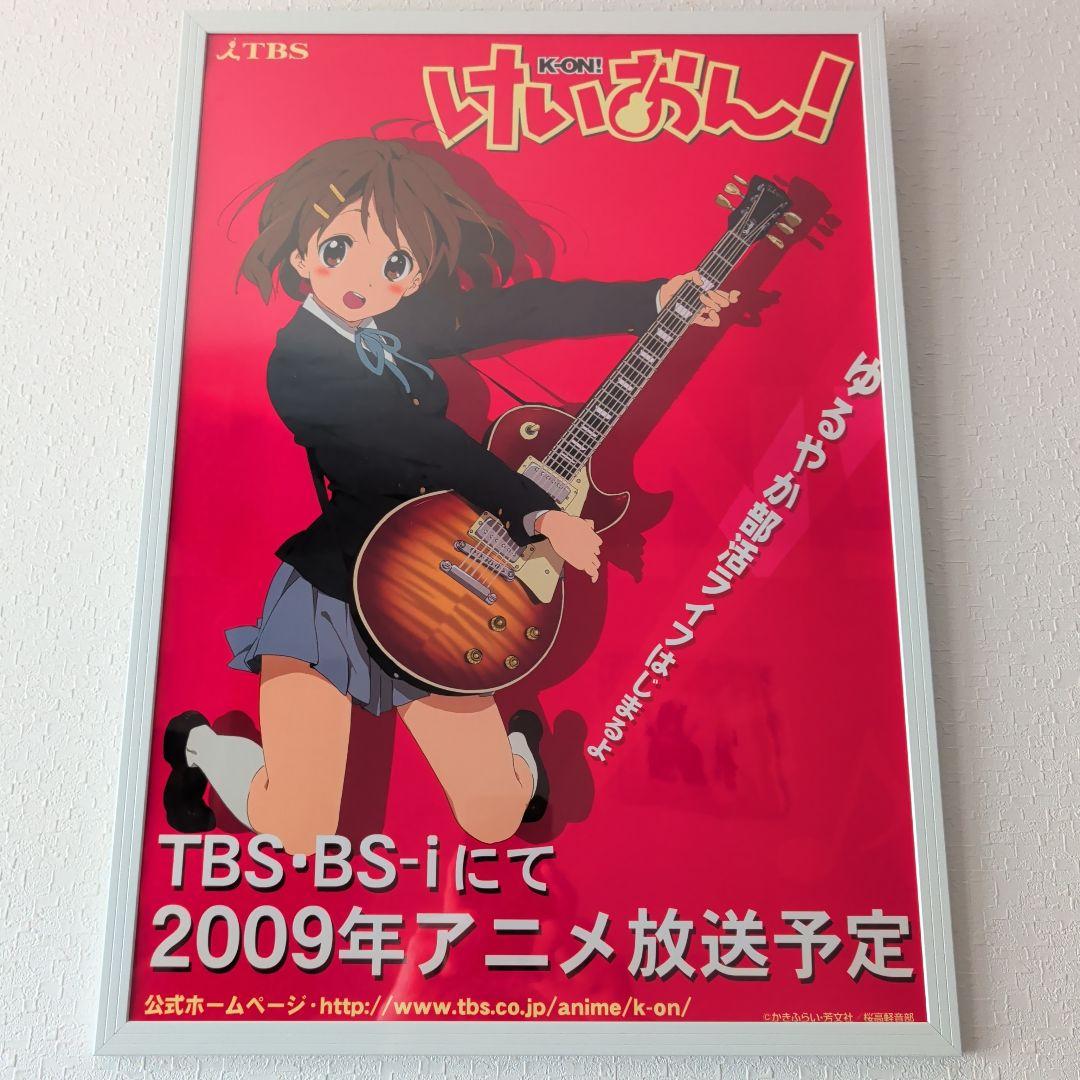 TBS
K-ON!
けいおん!
ゆるやか部活ライフはじまるよ
TBS・BS-iにて
2009年アニメ放送予定
公式ホームページ・http://www.tbs.co.jp/anime/k-on/
©かきふらい・芳文社/桜高軽音部